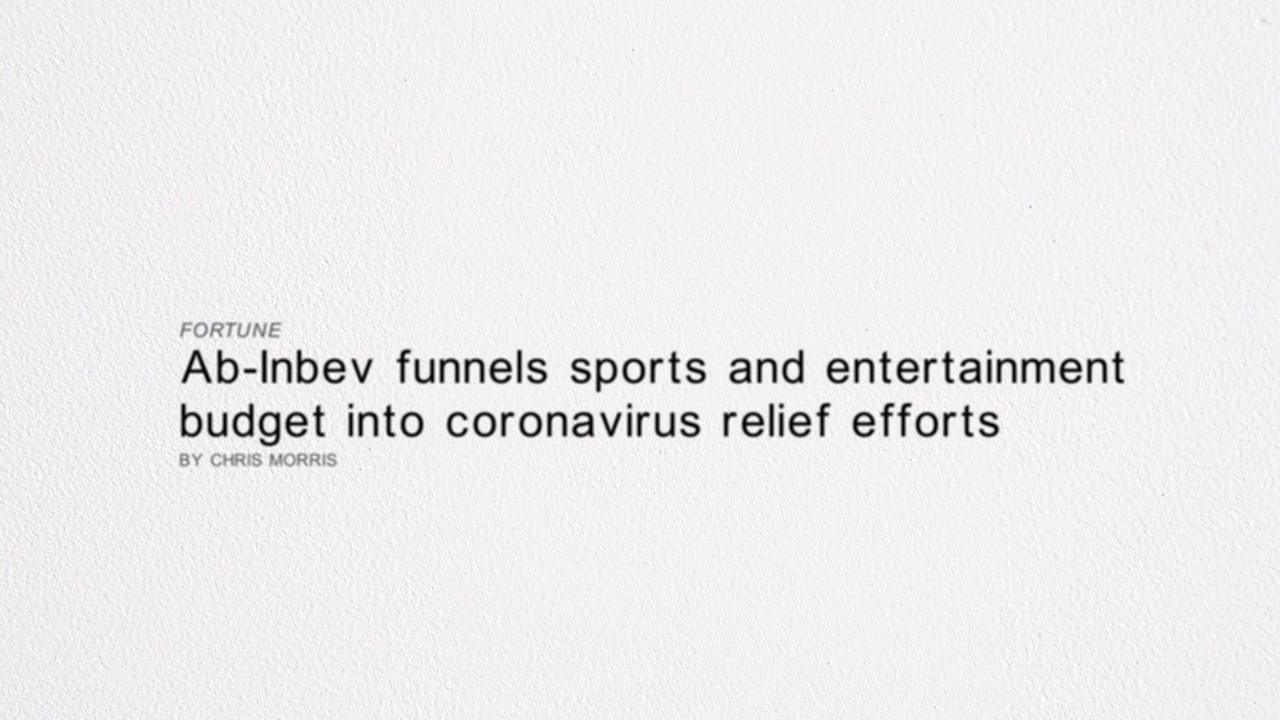 FORTUNE
Ab-Inbev funnels sports and entertainment
budget into coronavirus relief efforts
BY CHRIS MORRIS